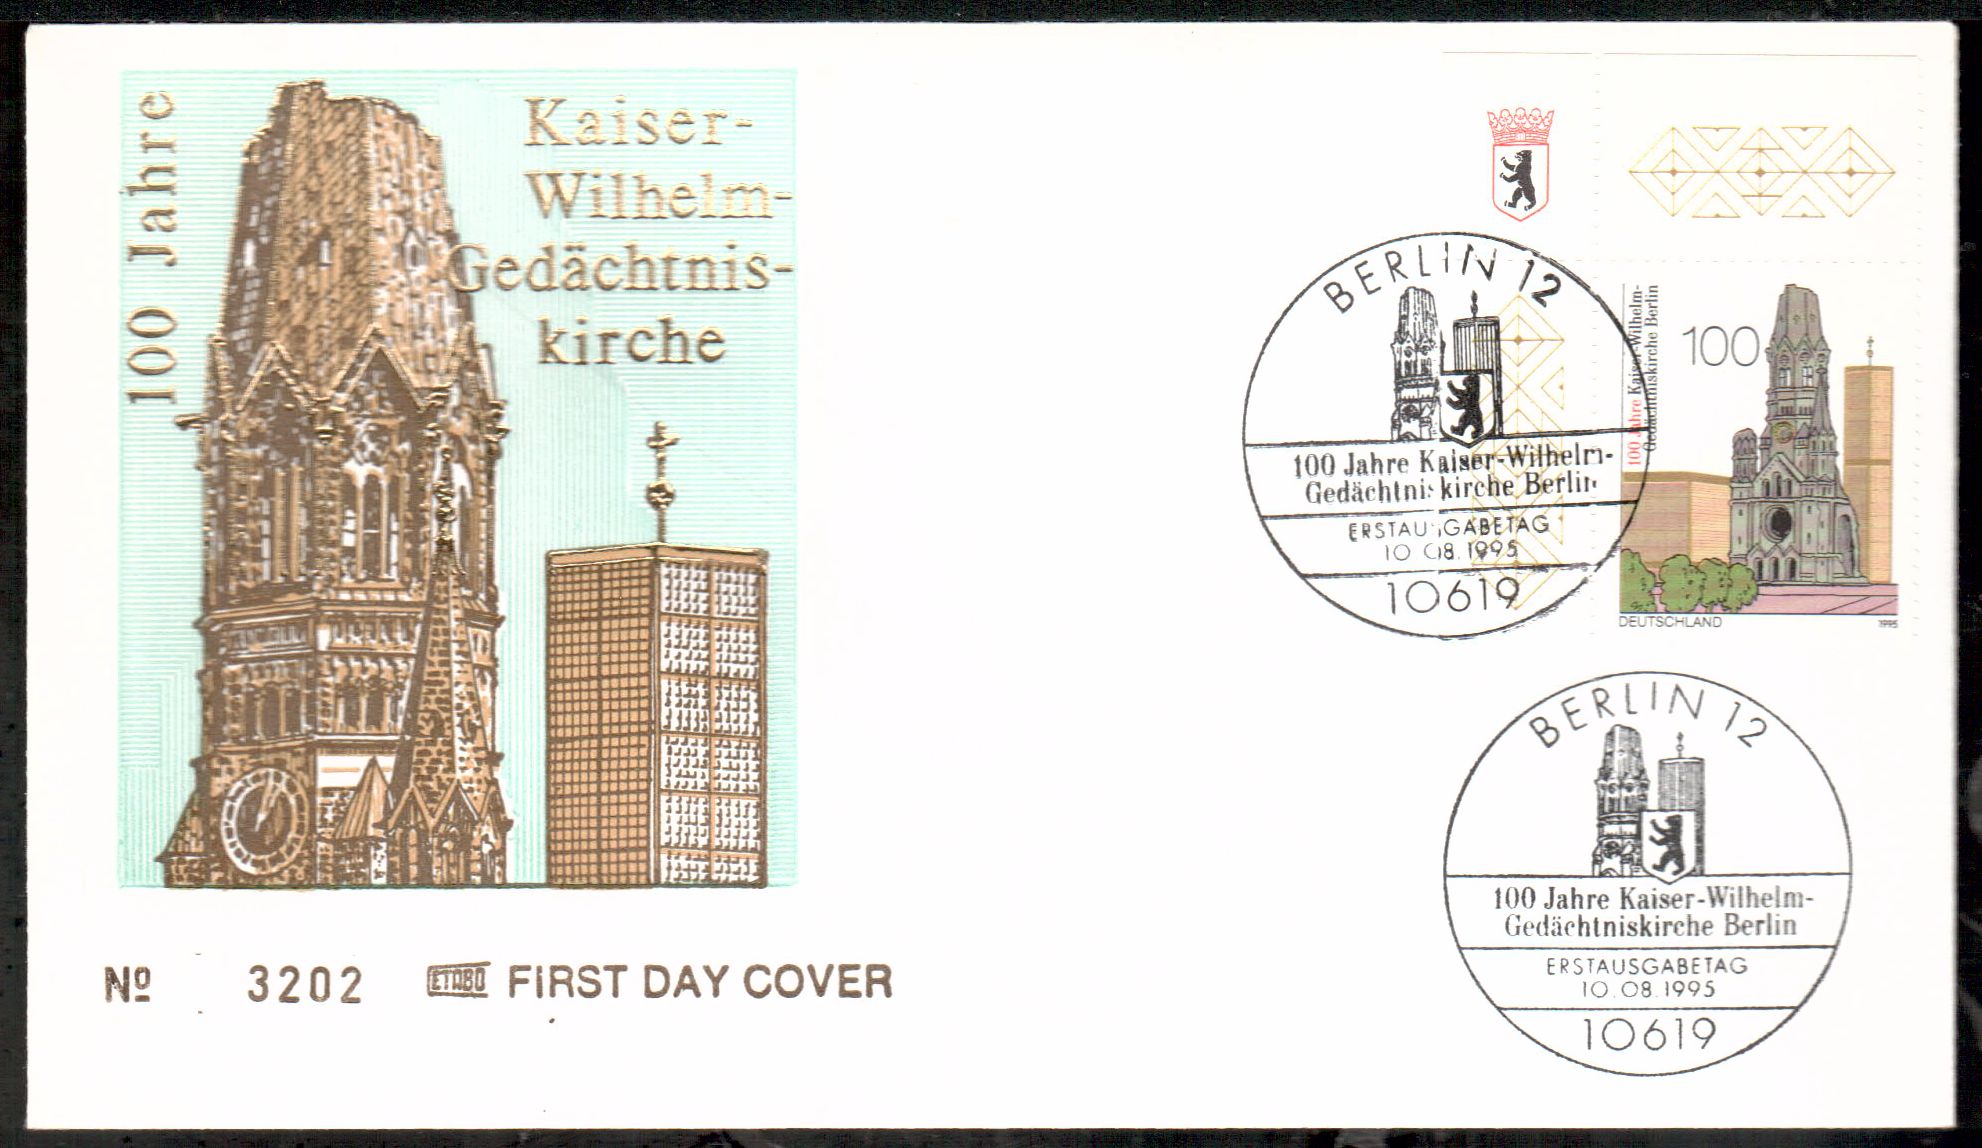 100 Jahre
Kaiser-
Wilhelm-
Gedächtnis-
kirche
Nº 3202 ETABO FIRST DAY COVER
BERLIN 12
100 Jahre Kaiser-Wilhelm-
Gedächtniskirche Berlin
ERSTAUSGABETAG
10.08.1995
10619
100 Jahre Kaiser-Wilhelm-
Gedächtniskirche Berlin
100
DEUTSCHLAND 1995
BERLIN 12
100 Jahre Kaiser-Wilhelm-
Gedächtniskirche Berlin
ERSTAUSGABETAG
10.08.1995
10619